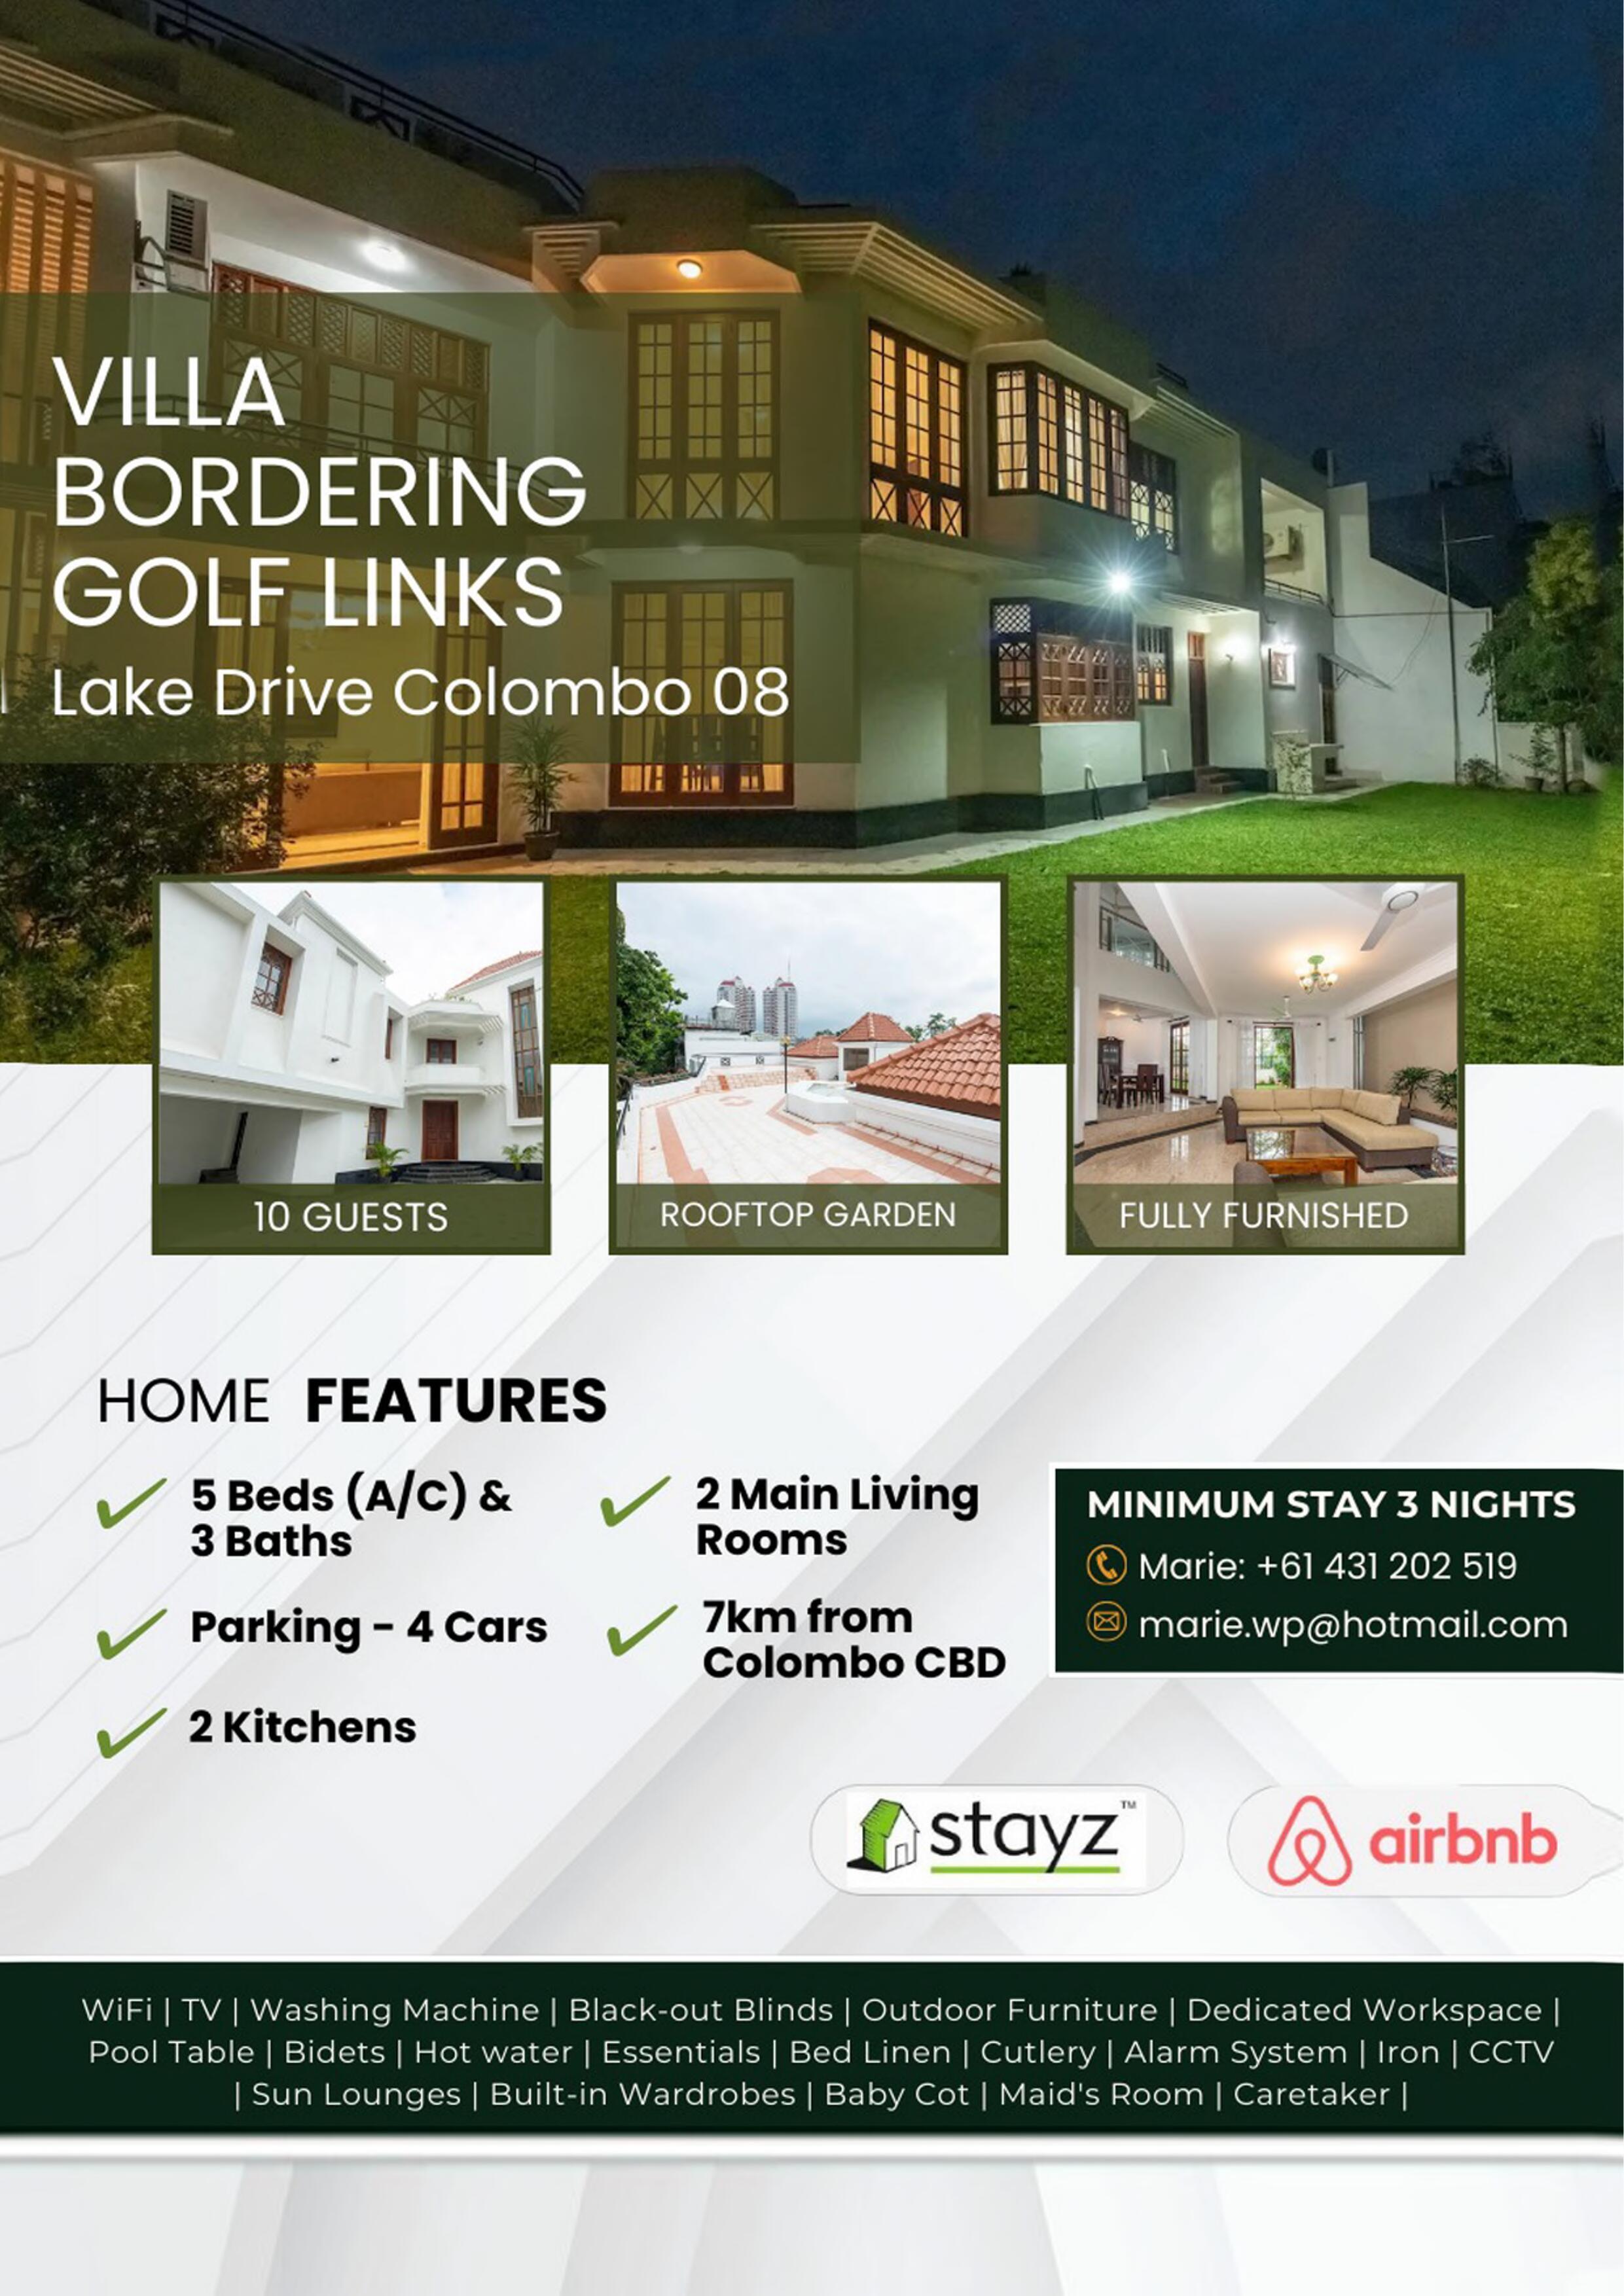 VILLA
BORDERING
GOLF LINKS
Lake Drive Colombo 08
10 GUESTS
ROOFTOP GARDEN
FULLY FURNISHED
HOME FEATURES
5 Beds (A/C) &
3 Baths
Parking - 4 Cars
2 Kitchens
2 Main Living
Rooms
7km from
Colombo CBD
MINIMUM STAY 3 NIGHTS
Marie: +61 431 202 519
marie.wp@hotmail.com
stayz™
airbnb
WiFi | TV | Washing Machine | Black-out Blinds | Outdoor Furniture | Dedicated Workspace |
Pool Table | Bidets | Hot water | Essentials | Bed Linen | Cutlery | Alarm System | Iron | CCTV
| Sun Lounges | Built-in Wardrobes | Baby Cot | Maid's Room | Caretaker |